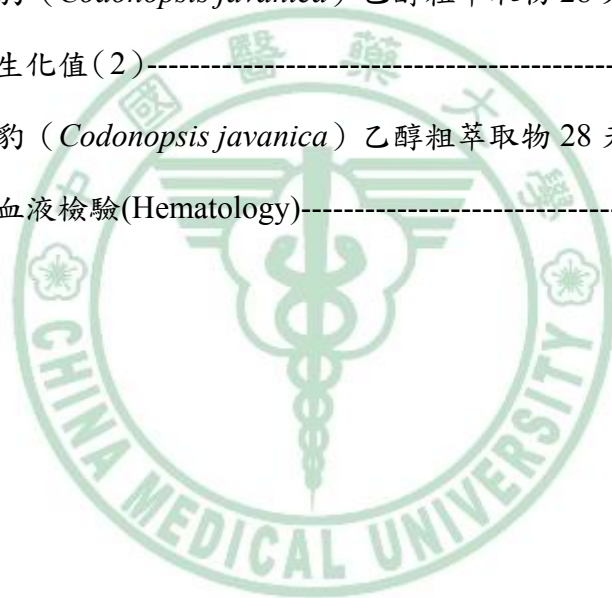 豹（Codonopsis javanica）乙醇粗萃取物 28 天
生化值（2）--------------------------------------------
豹（Codonopsis javanica）乙醇粗萃取物 28 天
血液檢驗(Hematology)------------------------------
中國醫藥大學
CHINA MEDICAL UNIVERSITY